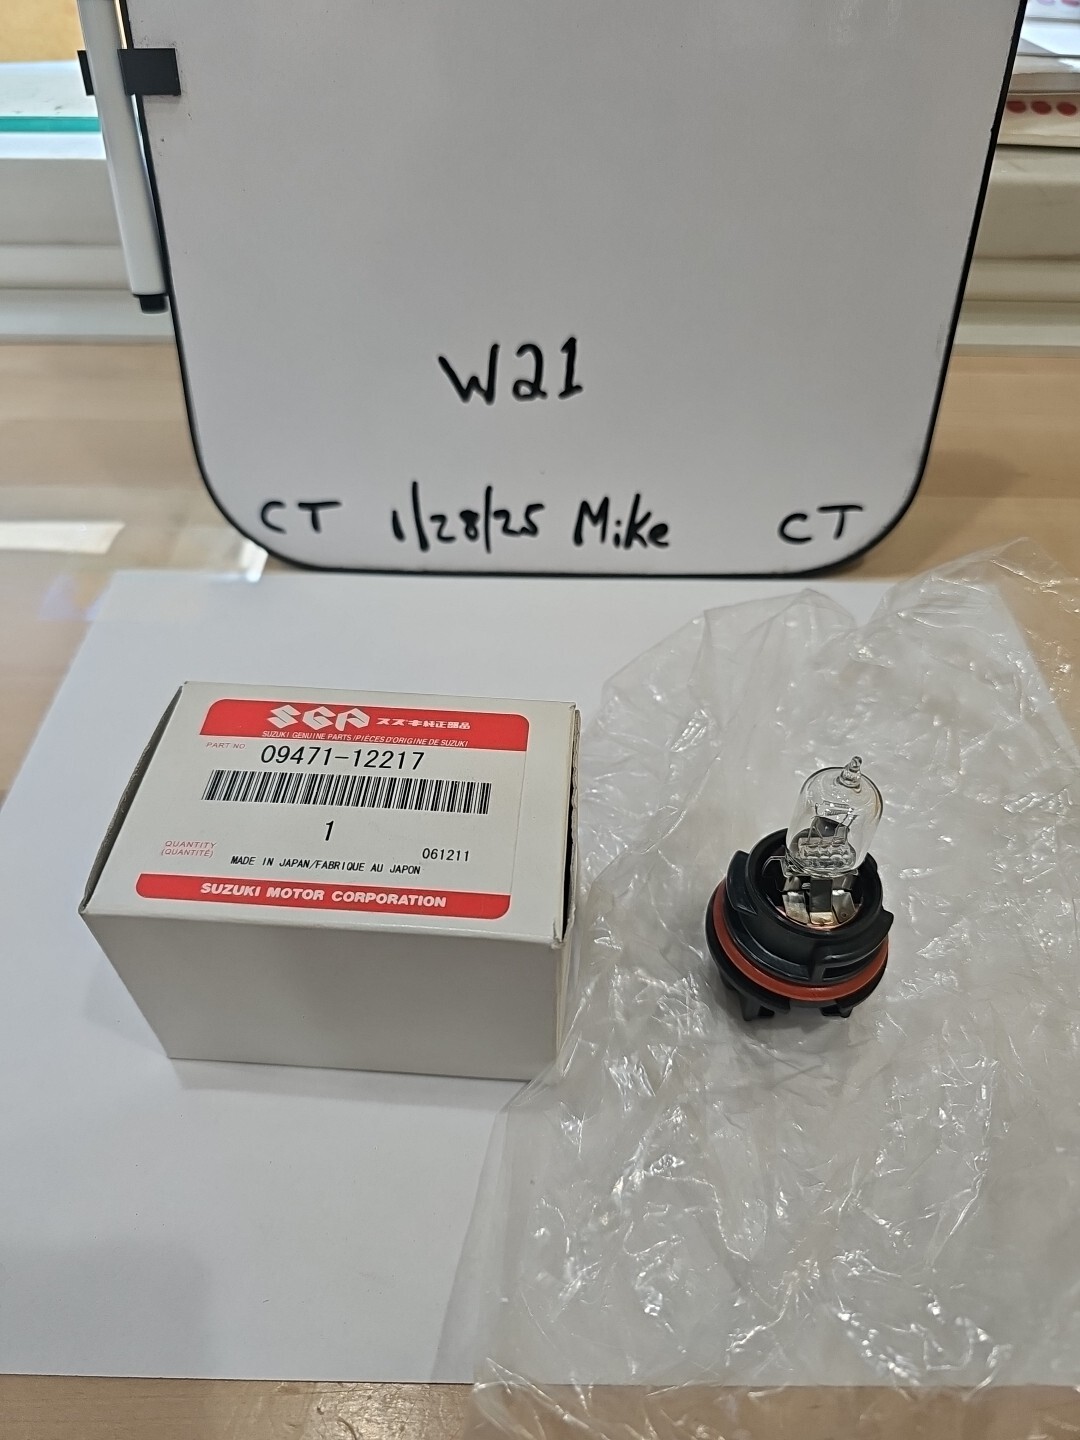 W21
CT 1/28/25 Mike CT
SGP スズキ純正部品
SUZUKI GENUINE PARTS/PIÈCES D'ORIGINE DE SUZUKI
PART NO 09471-12217
1
QUANTITY
(QUANTITÉ)
061211
MADE IN JAPAN/FABRIQUE AU JAPON
SUZUKI MOTOR CORPORATION